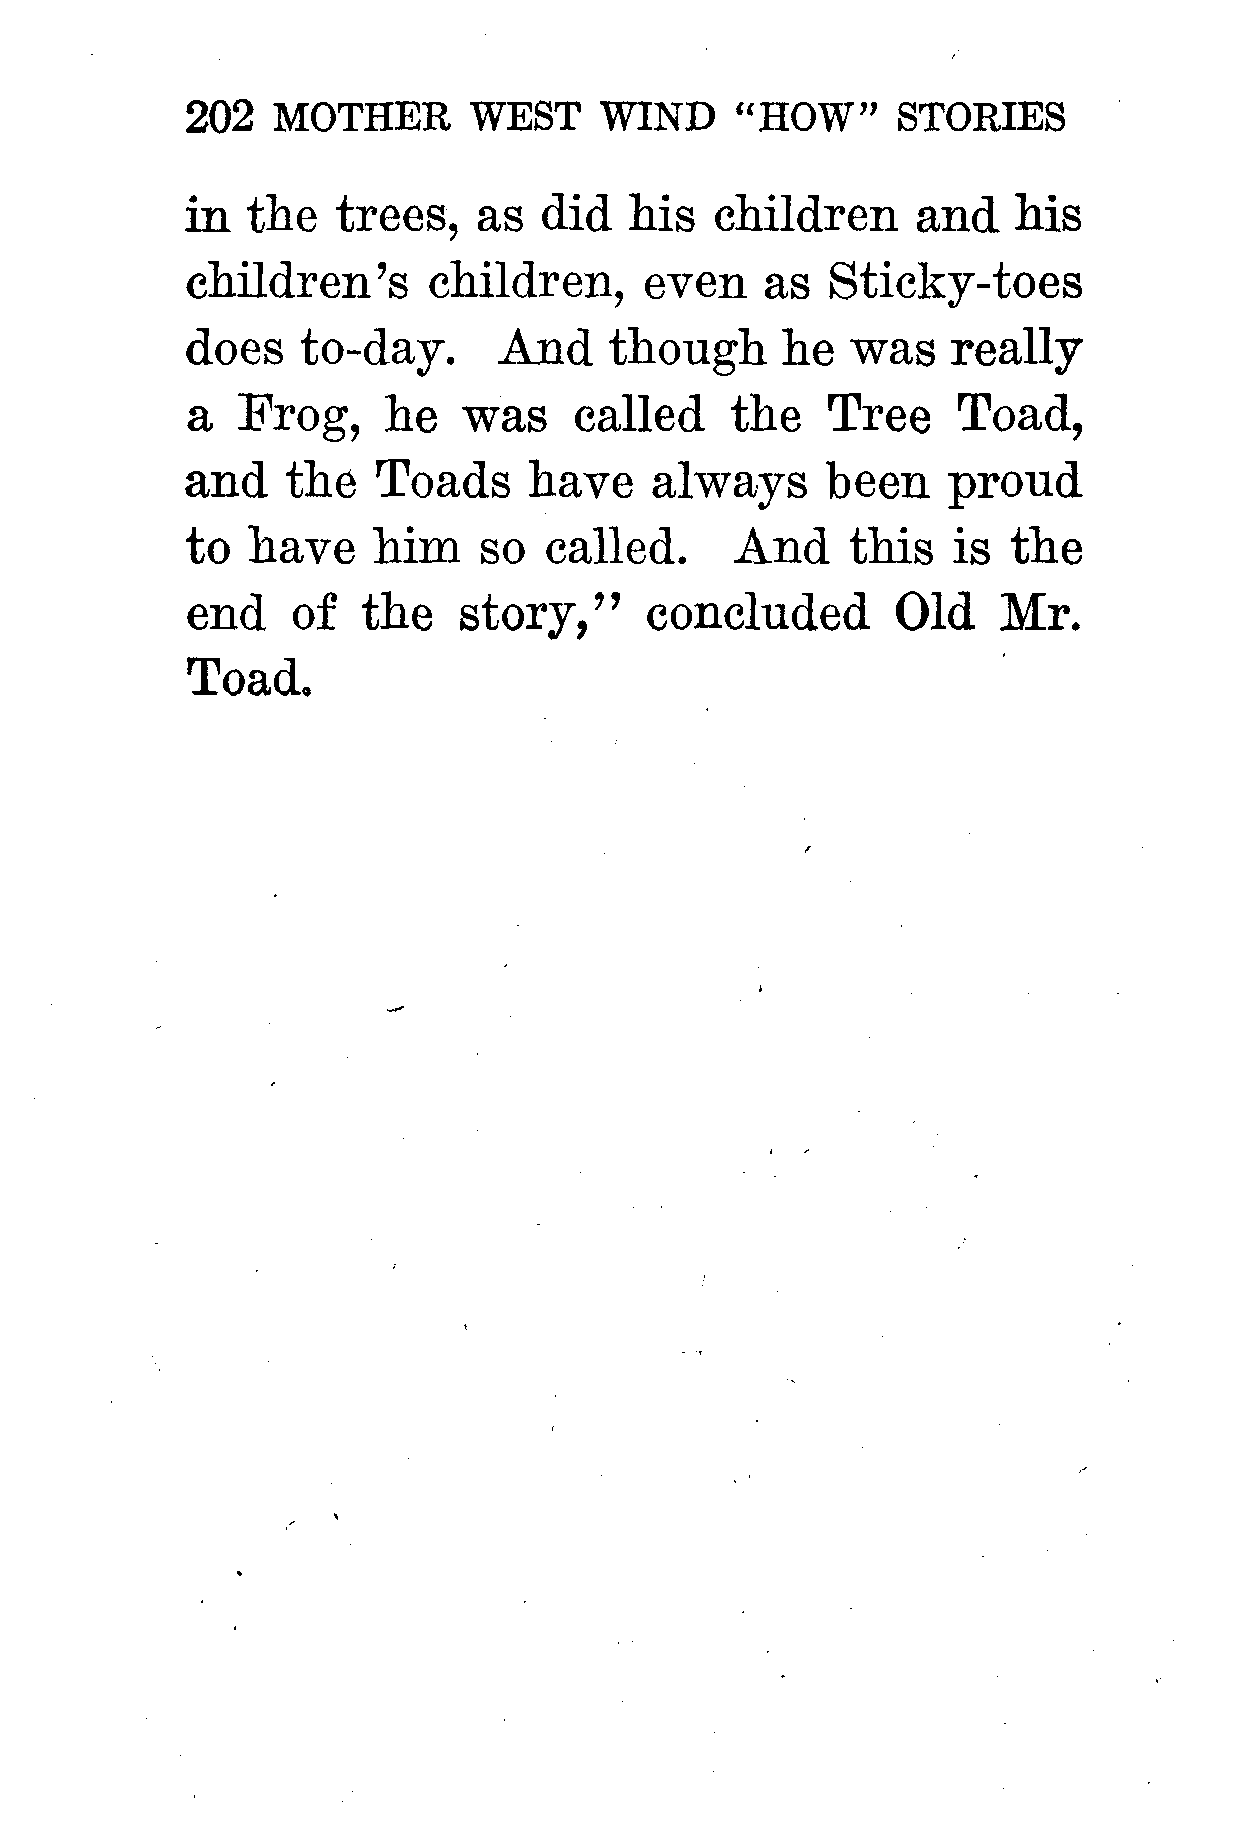 202 MOTHER WEST WIND “HOW” STORIES
in the trees, as did his children and his
children’s children, even as Sticky-toes
does to-day. And though he was really
a Frog, he was called the Tree Toad,
and the Toads have always been proud
to have him so called. And this is the
end of the story,” concluded Old Mr.
Toad.